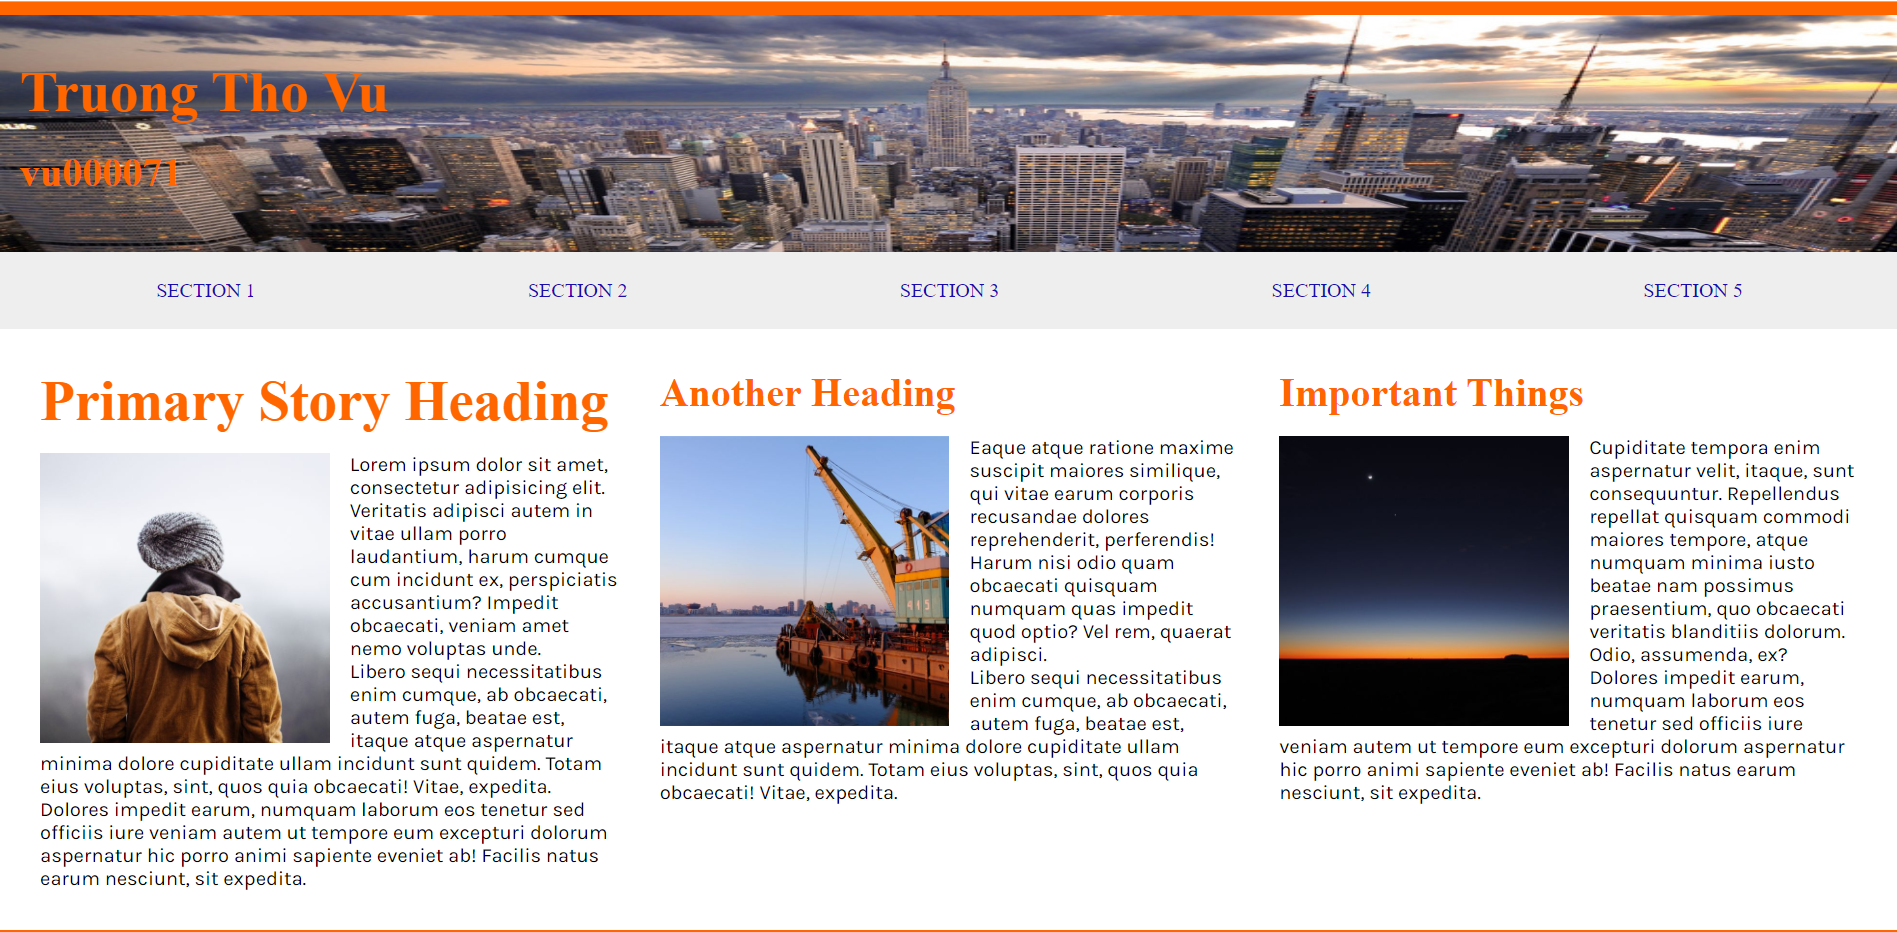 Truong Tho Vu
vu000071
SECTION 1
SECTION 2
SECTION 3
SECTION 4
SECTION 5
Primary Story Heading
Lorem ipsum dolor sit amet,
consectetur adipisicing elit.
Veritatis adipisci autem in
vitae ullam porro
laudantium, harum cumque
cum incidunt ex, perspiciatis
accusantium? Impedit
obcaecati, veniam amet
nemo voluptas unde.
Libero sequi necessitatibus
enim cumque, ab obcaecati,
autem fuga, beatae est,
itaque atque aspernatur
minima dolore cupiditate ullam incidunt sunt quidem. Totam
eius voluptas, sint, quos quia obcaecati! Vitae, expedita.
Dolores impedit earum, numquam laborum eos tenetur sed
officiis iure veniam autem ut tempore eum excepturi dolorum
aspernatur hic porro animi sapiente eveniet ab! Facilis natus
earum nesciunt, sit expedita.
Another Heading
Eaque atque ratione maxime
suscipit maiores similique,
qui vitae earum corporis
recusandae dolores
reprehenderit, perferendis!
Harum nisi odio quam
obcaecati quisquam
numquam quas impedit
quod optio? Vel rem, quaerat
adipisci.
Libero sequi necessitatibus
enim cumque, ab obcaecati,
autem fuga, beatae est,
itaque atque aspernatur minima dolore cupiditate ullam
incidunt sunt quidem. Totam eius voluptas, sint, quos quia
obcaecati! Vitae, expedita.
Important Things
Cupiditate tempora enim
aspernatur velit, itaque, sunt
consequuntur. Repellendus
repellat quisquam commodi
maiores tempore, atque
numquam minima iusto
beatae nam possimus
praesentium, quo obcaecati
veritatis blanditiis dolorum.
Odio, assumenda, ex?
Dolores impedit earum,
numquam laborum eos
tenetur sed officiis iure
veniam autem ut tempore eum excepturi dolorum aspernatur
hic porro animi sapiente eveniet ab! Facilis natus earum
nesciunt, sit expedita.